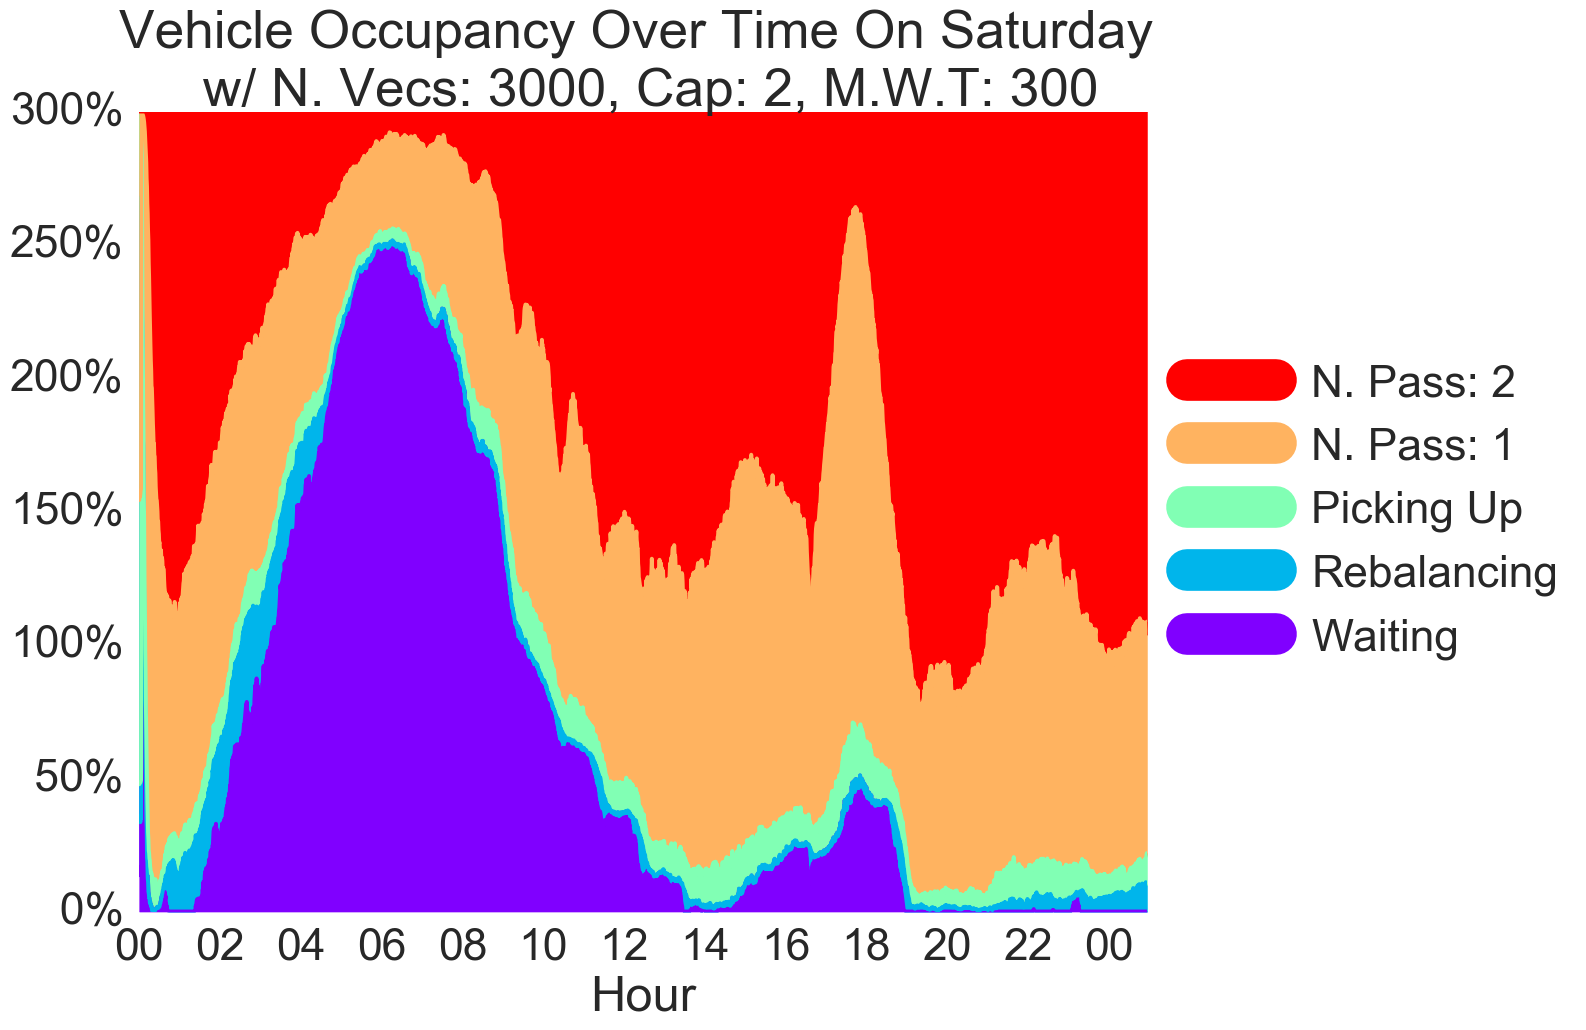 Vehicle Occupancy Over Time On Saturday
w/ N. Vecs: 3000, Cap: 2, M.W.T: 300
300%
250%
200%
150%
100%
50%
0%
00 02 04 06 08 10 12 14 16 18 20 22 00
Hour
N. Pass: 2
N. Pass: 1
Picking Up
Rebalancing
Waiting